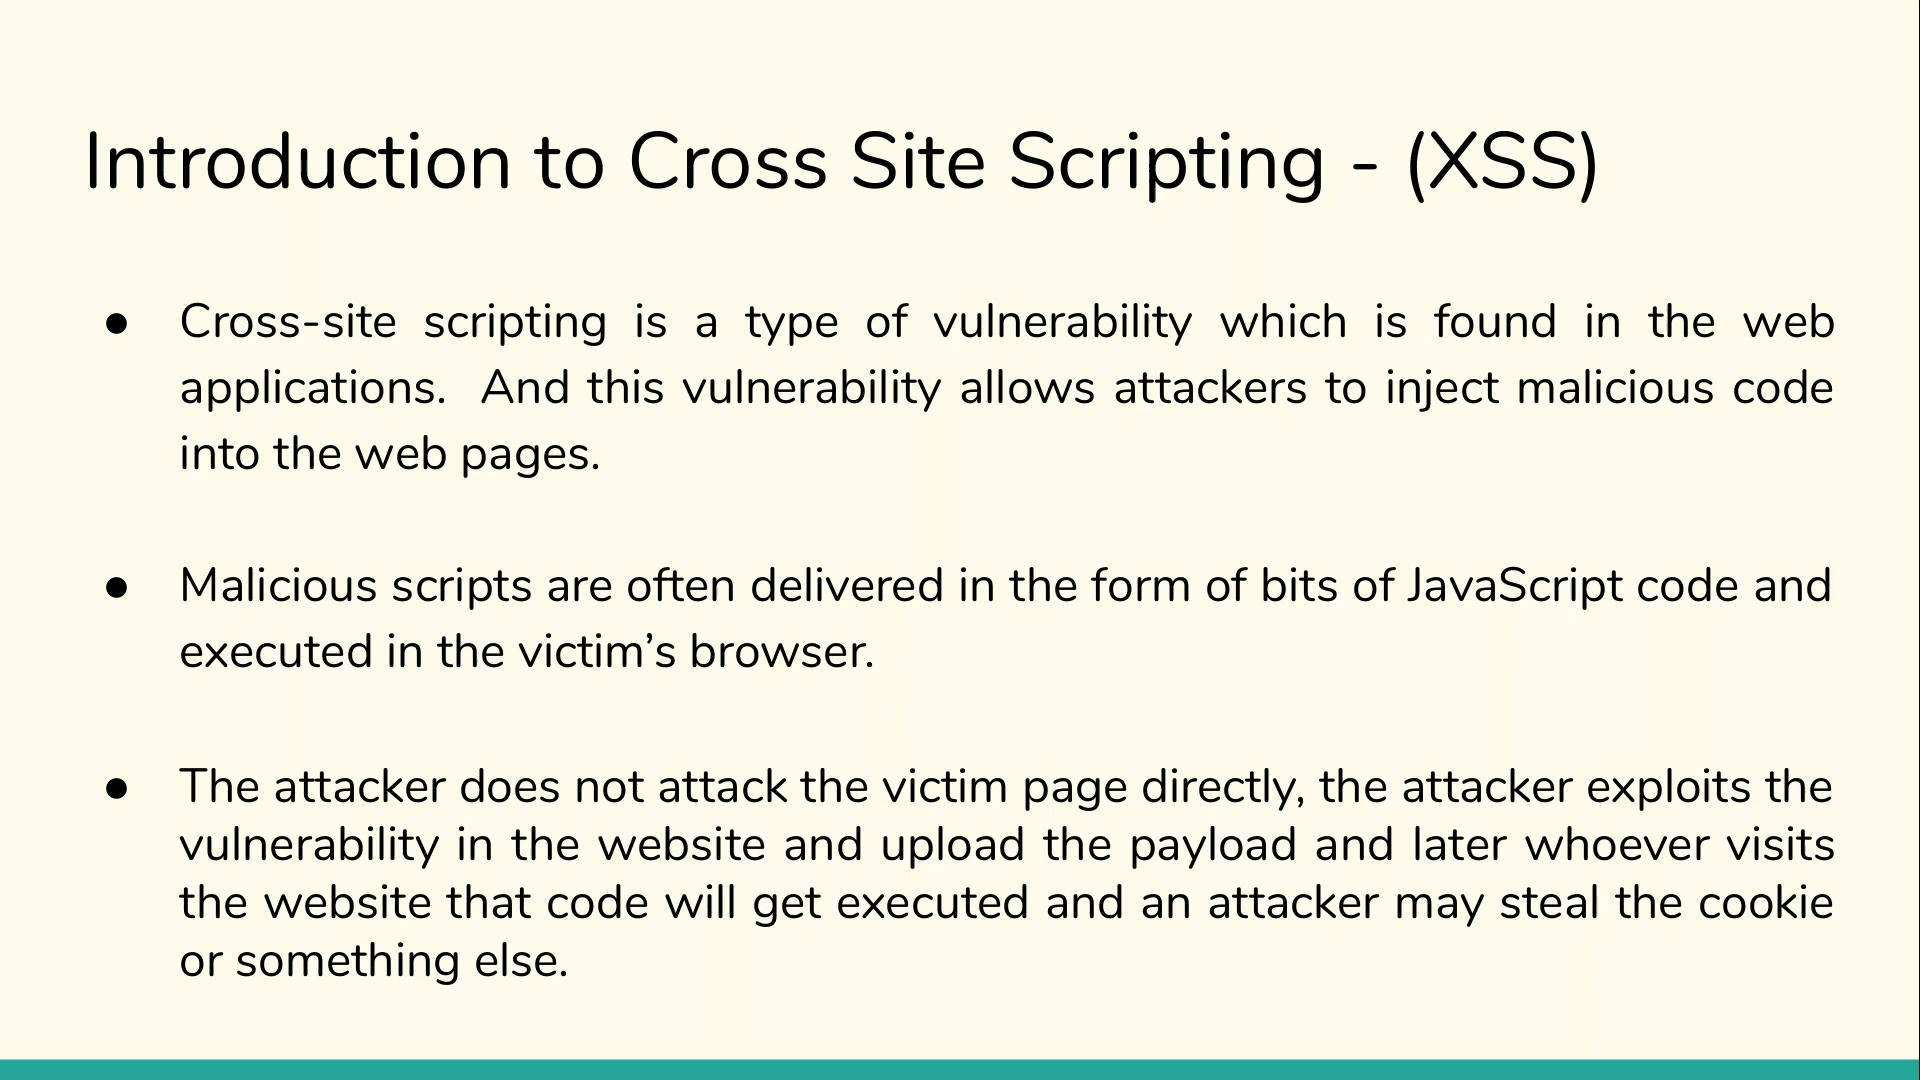 Introduction to Cross Site Scripting - (XSS)
● Cross-site scripting is a type of vulnerability which is found in the web
applications. And this vulnerability allows attackers to inject malicious code
into the web pages.
● Malicious scripts are often delivered in the form of bits of JavaScript code and
executed in the victim’s browser.
● The attacker does not attack the victim page directly, the attacker exploits the
vulnerability in the website and upload the payload and later whoever visits
the website that code will get executed and an attacker may steal the cookie
or something else.